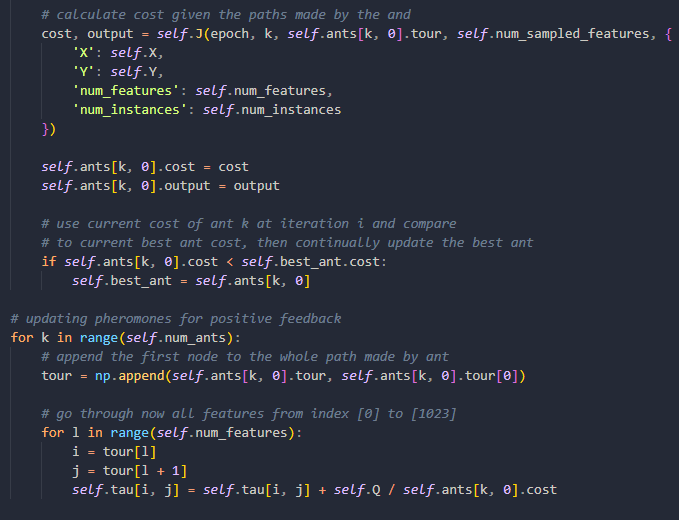 # calculate cost given the paths made by the and
cost, output = self.J(epoch, k, self.ants[k, 0].tour, self.num_sampled_features, {
'X': self.X,
'Y': self.Y,
'num_features': self.num_features,
'num_instances': self.num_instances
})
self.ants[k, 0].cost = cost
self.ants[k, 0].output = output
# use current cost of ant k at iteration i and compare
# to current best ant cost, then continually update the best ant
if self.ants[k, 0].cost < self.best_ant.cost:
self.best_ant = self.ants[k, 0]
# updating pheromones for positive feedback
for k in range(self.num_ants):
# append the first node to the whole path made by ant
tour = np.append(self.ants[k, 0].tour, self.ants[k, 0].tour[0])
# go through now all features from index [0] to [1023]
for l in range(self.num_features):
i = tour[l]
j = tour[l + 1]
self.tau[i, j] = self.tau[i, j] + self.Q / self.ants[k, 0].cost